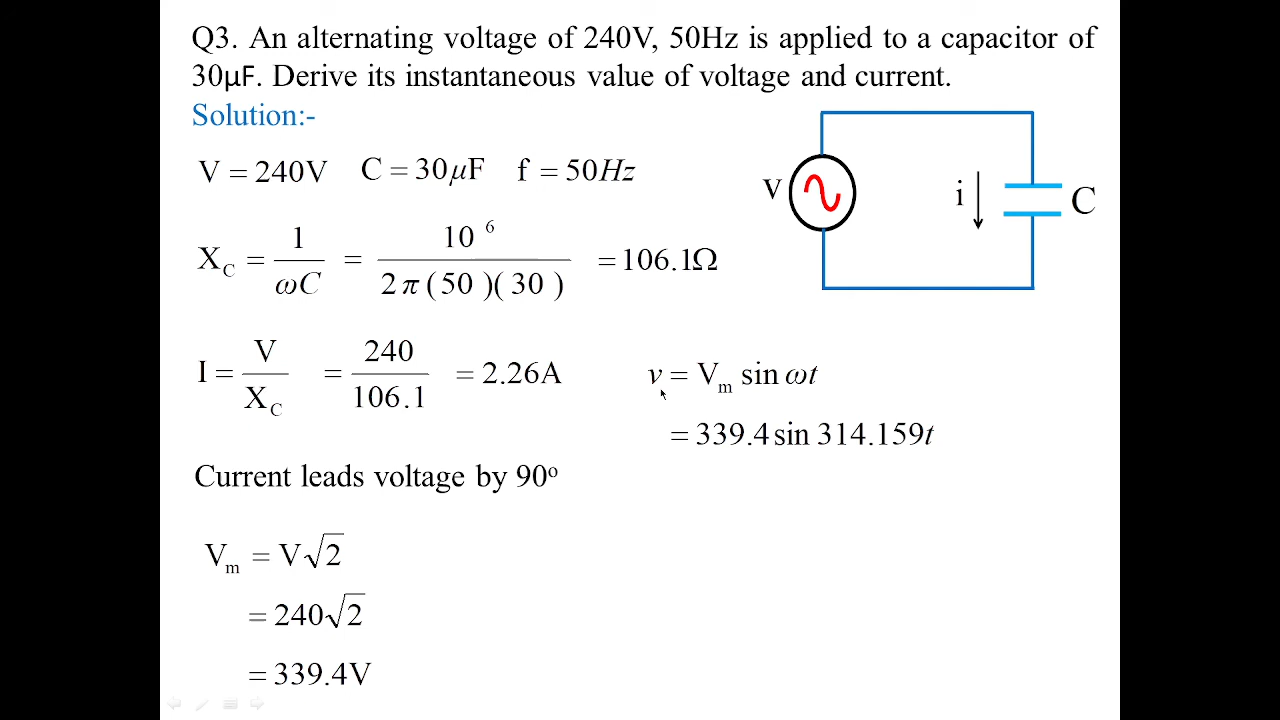 Q3. An alternating voltage of 240V, 50Hz is applied to a capacitor of
30μF. Derive its instantaneous value of voltage and current.
Solution:-
V = 240V C = 30μF f = 50Hz
X_C = 1/ωC = 10^6/2π(50)(30) = 106.1Ω
V i C
I = V/X_C = 240/106.1 = 2.26A
v = V_m sin ωt
= 339.4 sin 314.159t
Current leads voltage by 90º
V_m = V√2
= 240√2
= 339.4V